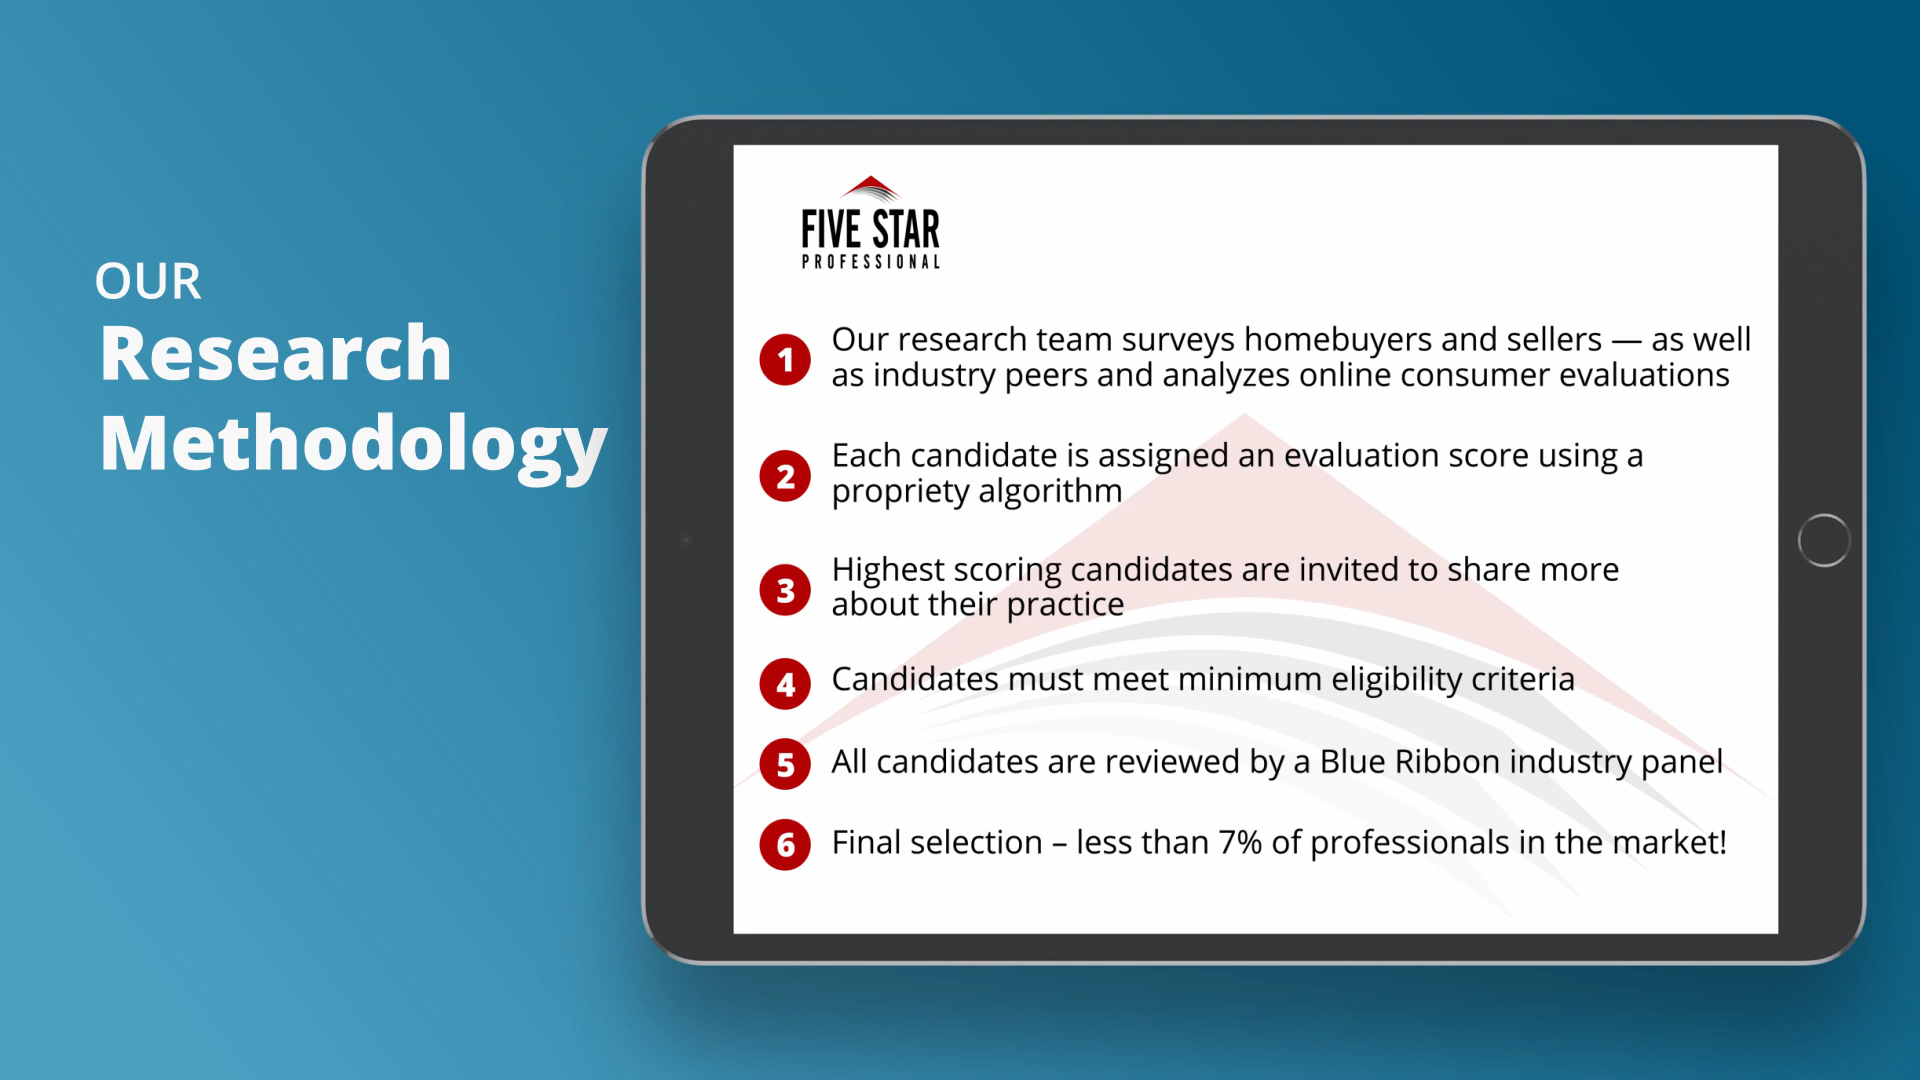 OUR
Research
Methodology
FIVE STAR
PROFESSIONAL
1 Our research team surveys homebuyers and sellers — as well
as industry peers and analyzes online consumer evaluations
2 Each candidate is assigned an evaluation score using a
propriety algorithm
3 Highest scoring candidates are invited to share more
about their practice
4 Candidates must meet minimum eligibility criteria
5 All candidates are reviewed by a Blue Ribbon industry panel
6 Final selection – less than 7% of professionals in the market!